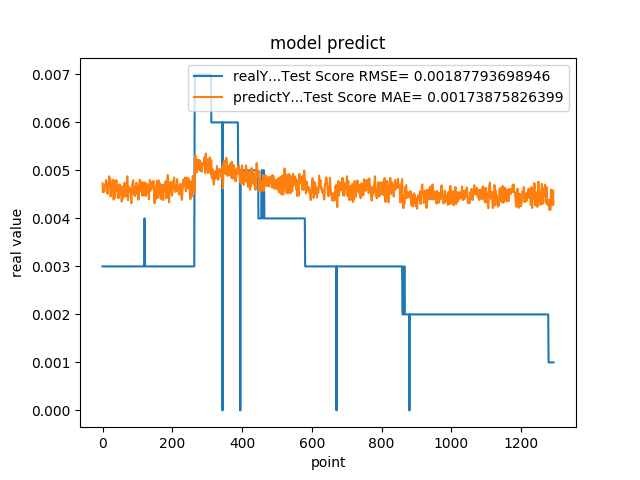 model predict
realY...Test Score RMSE= 0.00187793698946
predictY...Test Score MAE= 0.00173875826399
0.007
0.006
0.005
0.004
0.003
0.002
0.001
0.000
real value
0 200 400 600 800 1000 1200
point